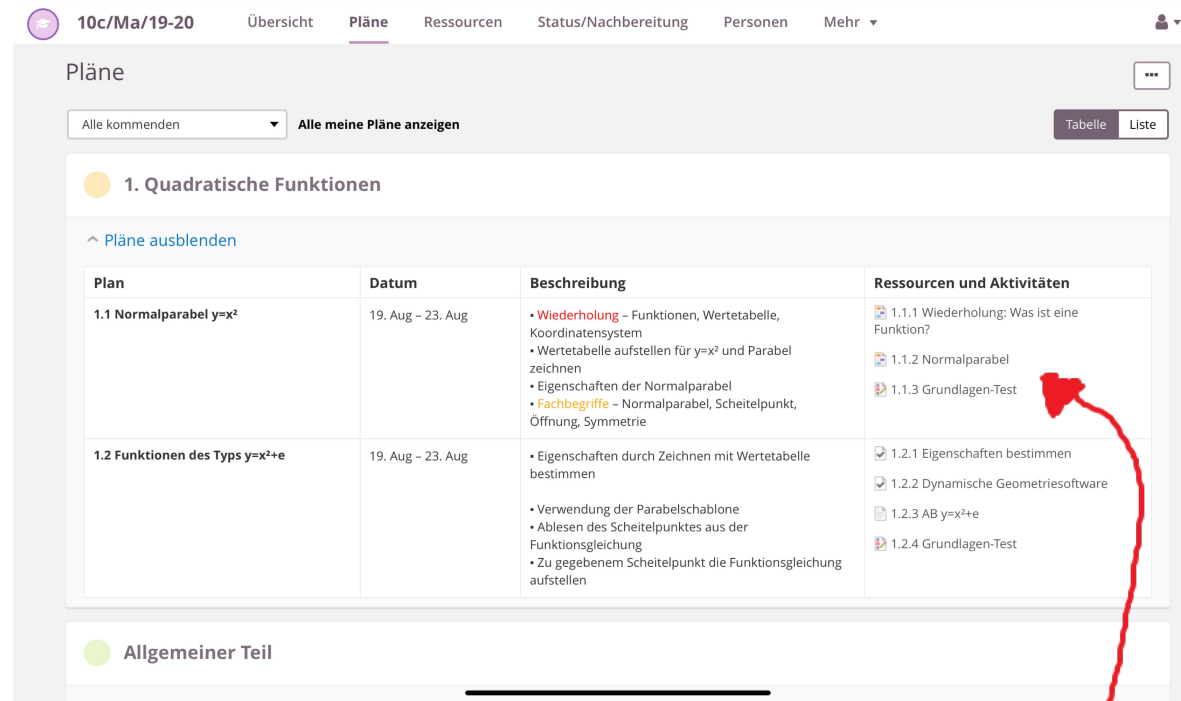 10c/Ma/19-20 Übersicht Pläne Ressourcen Status/Nachbereitung Personen Mehr
Pläne
Alle kommenden Alle meine Pläne anzeigen Tabelle Liste
1. Quadratische Funktionen
Pläne ausblenden
Plan Datum Beschreibung Ressourcen und Aktivitäten
1.1 Normalparabel y=x²
19. Aug – 23. Aug
▪ Wiederholung – Funktionen, Wertetabelle,
Koordinatensystem
▪ Wertetabelle aufstellen für y=x² und Parabel
zeichnen
▪ Eigenschaften der Normalparabel
▪ Fachbegriffe – Normalparabel, Scheitelpunkt,
Öffnung, Symmetrie
1.1.1 Wiederholung: Was ist eine
Funktion?
1.1.2 Normalparabel
1.1.3 Grundlagen-Test
1.2 Funktionen des Typs y=x²+e
19. Aug – 23. Aug
▪ Eigenschaften durch Zeichnen mit Wertetabelle
bestimmen
▪ Verwendung der Parabelschablone
▪ Ablesen des Scheitelpunktes aus der
Funktionsgleichung
▪ Zu gegebenem Scheitelpunkt die Funktionsgleichung
aufstellen
1.2.1 Eigenschaften bestimmen
1.2.2 Dynamische Geometriesoftware
1.2.3 AB y=x²+e
1.2.4 Grundlagen-Test
Allgemeiner Teil